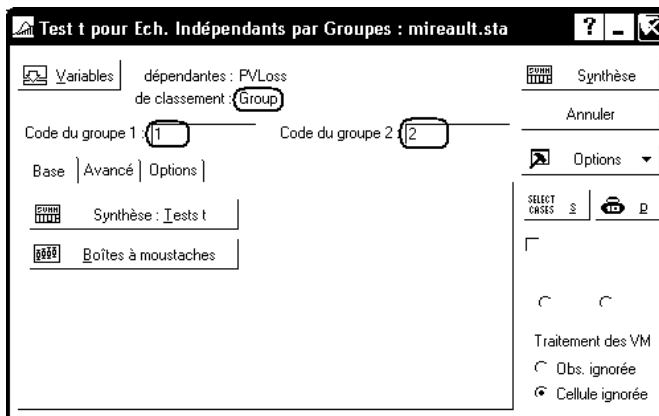 Test t pour Ech. Indépendants par Groupes : mireault.sta
Variables
dépendantes : PVLoss
de classement : Group
Code du groupe 1 : 1
Code du groupe 2 : 2
Base
Avancé
Options
SUMM
Synthèse : Tests t
Boîtes à moustaches
SUMM
Synthèse
Annuler
Options
SELECT
CASES
S
D
Traitement des VM
Obs. ignorée
Cellule ignorée